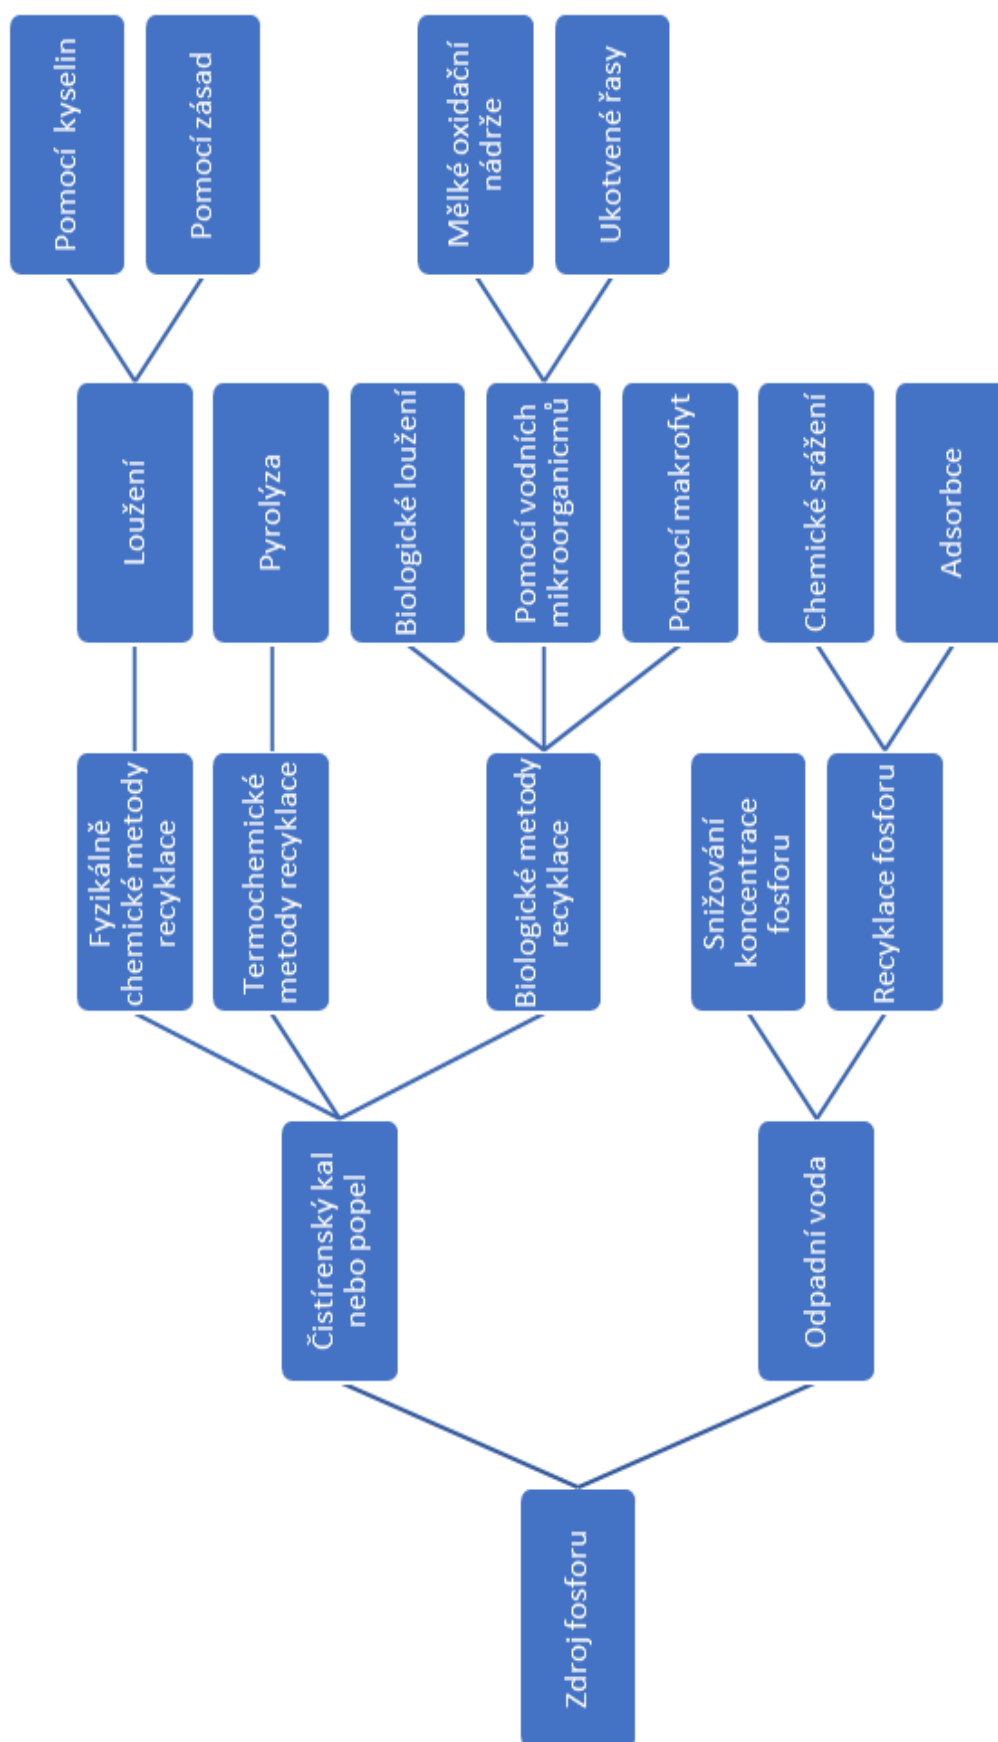 Zdroj fosforu
Čistírenský kal
nebo popel
Odpadní voda
Fyzikálně
chemické metody
recyklace
Termochemické
metody recyklace
Biologické metody
recyklace
Snižování
koncentrace
fosforu
Recyklace fosforu
Loužení
Pyrolýza
Biologické loužení
Pomocí vodních
mikroorganicmů
Pomocí makrofyt
Chemické srážení
Adsorbce
Pomocí kyselin
Pomocí zásad
Mělké oxidační
nádrže
Ukotvené řasy